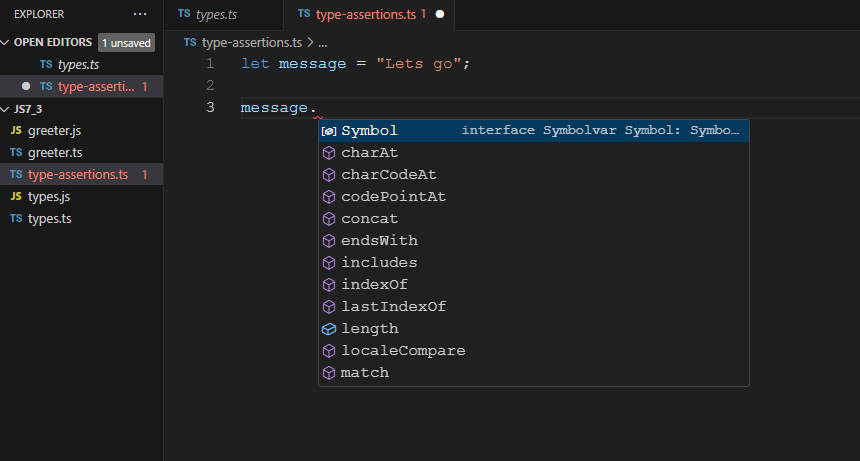 EXPLORER ...
OPEN EDITORS 1 unsaved
TS types.ts
TS type-asserti... 1
JS7_3
JS greeter.js
TS greeter.ts
TS type-assertions.ts 1
JS types.js
TS types.ts
TS types.ts
TS type-assertions.ts 1
TS type-assertions.ts > ...
1 let message = "Lets go";
2
3 message.
Symbol interface Symbolvar Symbol: Symbo...
charAt
charCodeAt
codePointAt
concat
endsWith
includes
indexOf
lastIndexOf
length
localeCompare
match